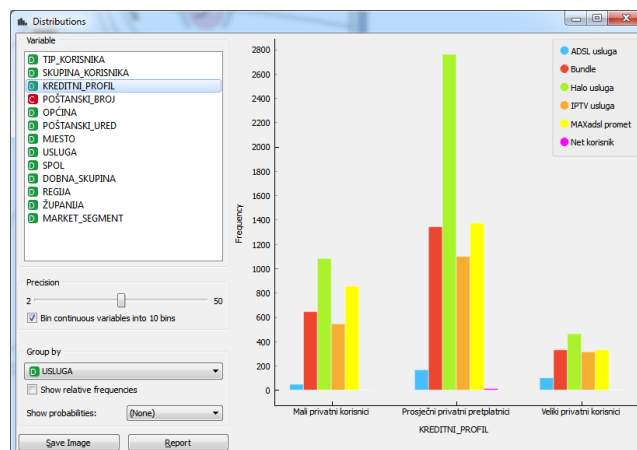 Distributions
Variable
D TIP_KORISNIKA
D SKUPINA_KORISNIKA
D KREDITNI_PROFIL
C POŠTANSKI_BROJ
D OPĆINA
D POŠTANSKI_URED
D MJESTO
D USLUGA
D SPOL
D DOBNA_SKUPINA
D REGIJA
D ŽUPANIJA
D MARKET_SEGMENT
Precision
2 50
Bin continuous variables into 10 bins
Group by
D USLUGA
Show relative frequencies
Show probabilities: (None)
Save Image Report
Frequency
2800
2600
2400
2200
2000
1800
1600
1400
1200
1000
800
600
400
200
0
Mali privatni korisnici Prosječni privatni pretplatnici Veliki privatni korisnici
KREDITNI_PROFIL
ADSL usluga
Bundle
Halo usluga
IPTV usluga
MAXadsl promet
Net korisnik